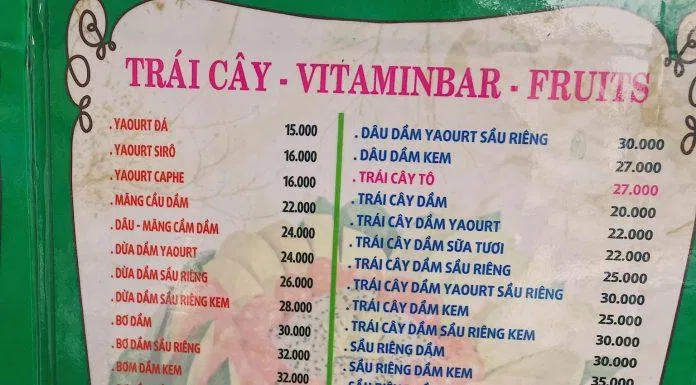 TRÁI CÂY - VITAMINBAR - FRUITS
. YAOURT ĐÁ 15.000
. YAOURT SIRÔ 16.000
. YAOURT CAPHE 16.000
. MÃNG CẦU DẦM 22.000
. DÂU - MÃNG CẦM DẦM 24.000
. DỪA DẦM YAOURT 24.000
. DỪA DẦM SẦU RIÊNG 26.000
. DỪA DẦM SẦU RIÊNG KEM 28.000
. BƠ DẦM 30.000
. BƠ DẦM SẦU RIÊNG 32.000
. BOM DẦM KEM 32.000
. DÂU DẦM YAOURT SẦU RIÊNG 30.000
. DÂU DẦM KEM 27.000
. TRÁI CÂY TÔ 27.000
. TRÁI CÂY DẦM 20.000
. TRÁI CÂY DẦM YAOURT 22.000
. TRÁI CÂY DẦM SỮA TƯƠI 22.000
. TRÁI CÂY DẦM SẦU RIÊNG 25.000
. TRÁI CÂY DẦM YAOURT SẦU RIÊNG 30.000
. TRÁI CÂY DẦM KEM 25.000
. TRÁI CÂY DẦM SẦU RIÊNG KEM 30.000
. SẦU RIÊNG DẦM 30.000
. SẦU RIÊNG DẦM KEM 35.000